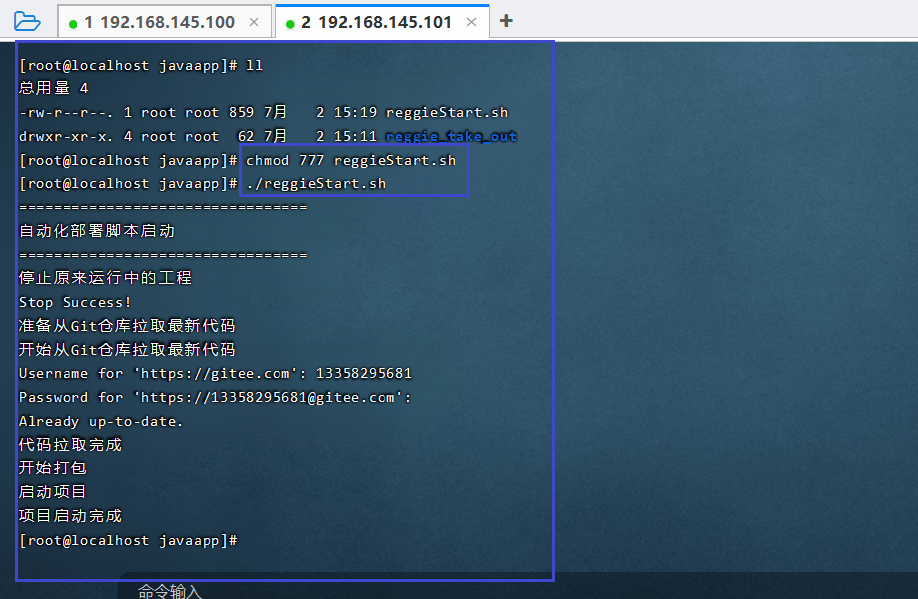 1 192.168.145.100 ×
2 192.168.145.101 × +
[root@localhost javaapp]# ll
总用量 4
-rw-r--r--. 1 root root 859 7月   2 15:19 reggieStart.sh
drwxr-xr-x. 4 root root  62 7月   2 15:11 reggie_take_out
[root@localhost javaapp]# chmod 777 reggieStart.sh
[root@localhost javaapp]# ./reggieStart.sh
=================================
自动化部署脚本启动
=================================
停止原来运行中的工程
Stop Success!
准备从Git仓库拉取最新代码
开始从Git仓库拉取最新代码
Username for 'https://gitee.com': 13358295681
Password for 'https://13358295681@gitee.com':
Already up-to-date.
代码拉取完成
开始打包
启动项目
项目启动完成
[root@localhost javaapp]#
命令输入